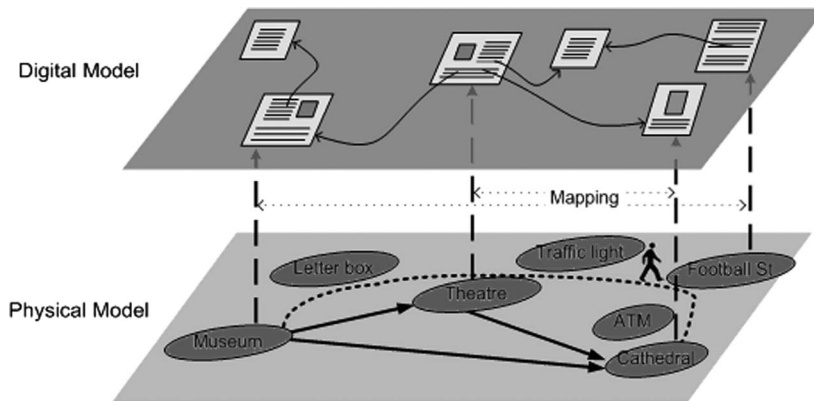 Digital Model
Mapping
Physical Model
Letter box
Traffic light
Football St
Theatre
Museum
ATM
Cathedral